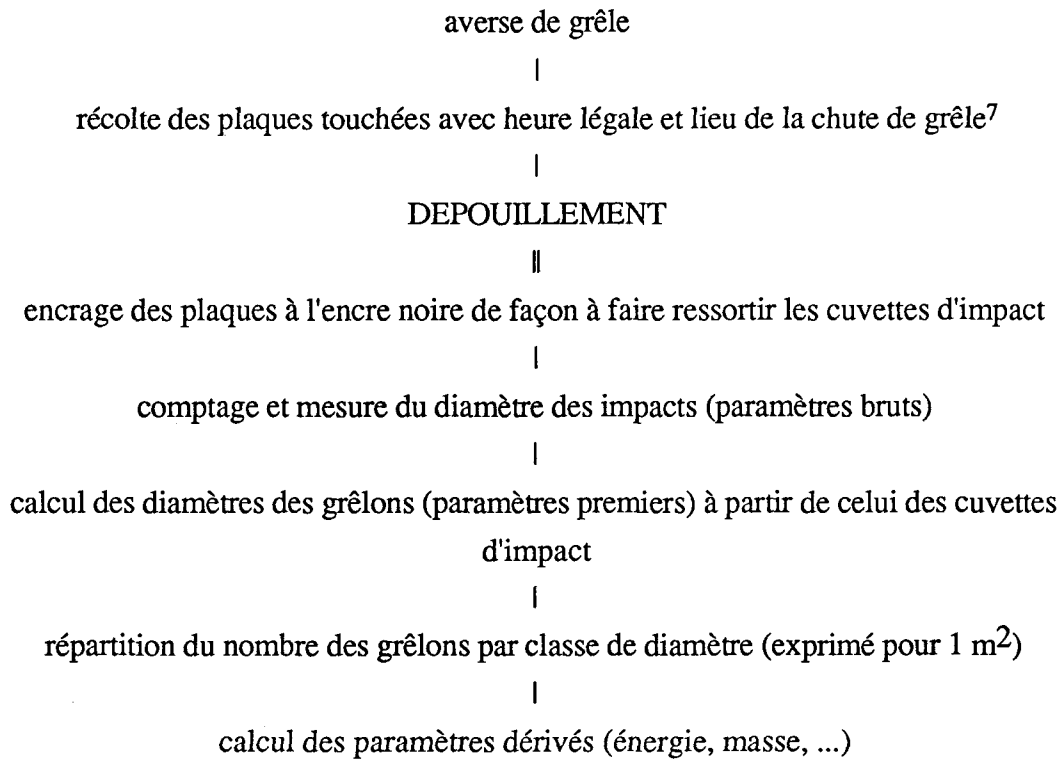 averse de grêle
récolte des plaques touchées avec heure légale et lieu de la chute de grêle7
DEPOUILLEMENT
encrage des plaques à l'encre noire de façon à faire ressortir les cuvettes d'impact
comptage et mesure du diamètre des impacts (paramètres bruts)
calcul des diamètres des grêlons (paramètres premiers) à partir de celui des cuvettes
d'impact
répartition du nombre des grêlons par classe de diamètre (exprimé pour 1 m2)
calcul des paramètres dérivés (énergie, masse, ...)